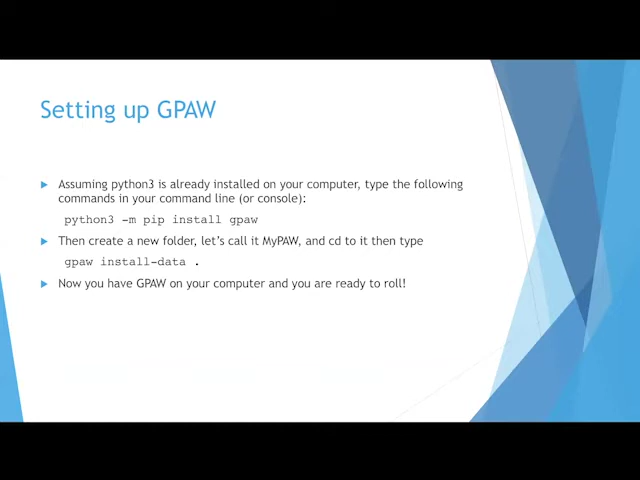 Setting up GPAW
Assuming python3 is already installed on your computer, type the following
commands in your command line (or console):
python3 –m pip install gpaw
Then create a new folder, let’s call it MyPAW, and cd to it then type
gpaw install-data .
Now you have GPAW on your computer and you are ready to roll!